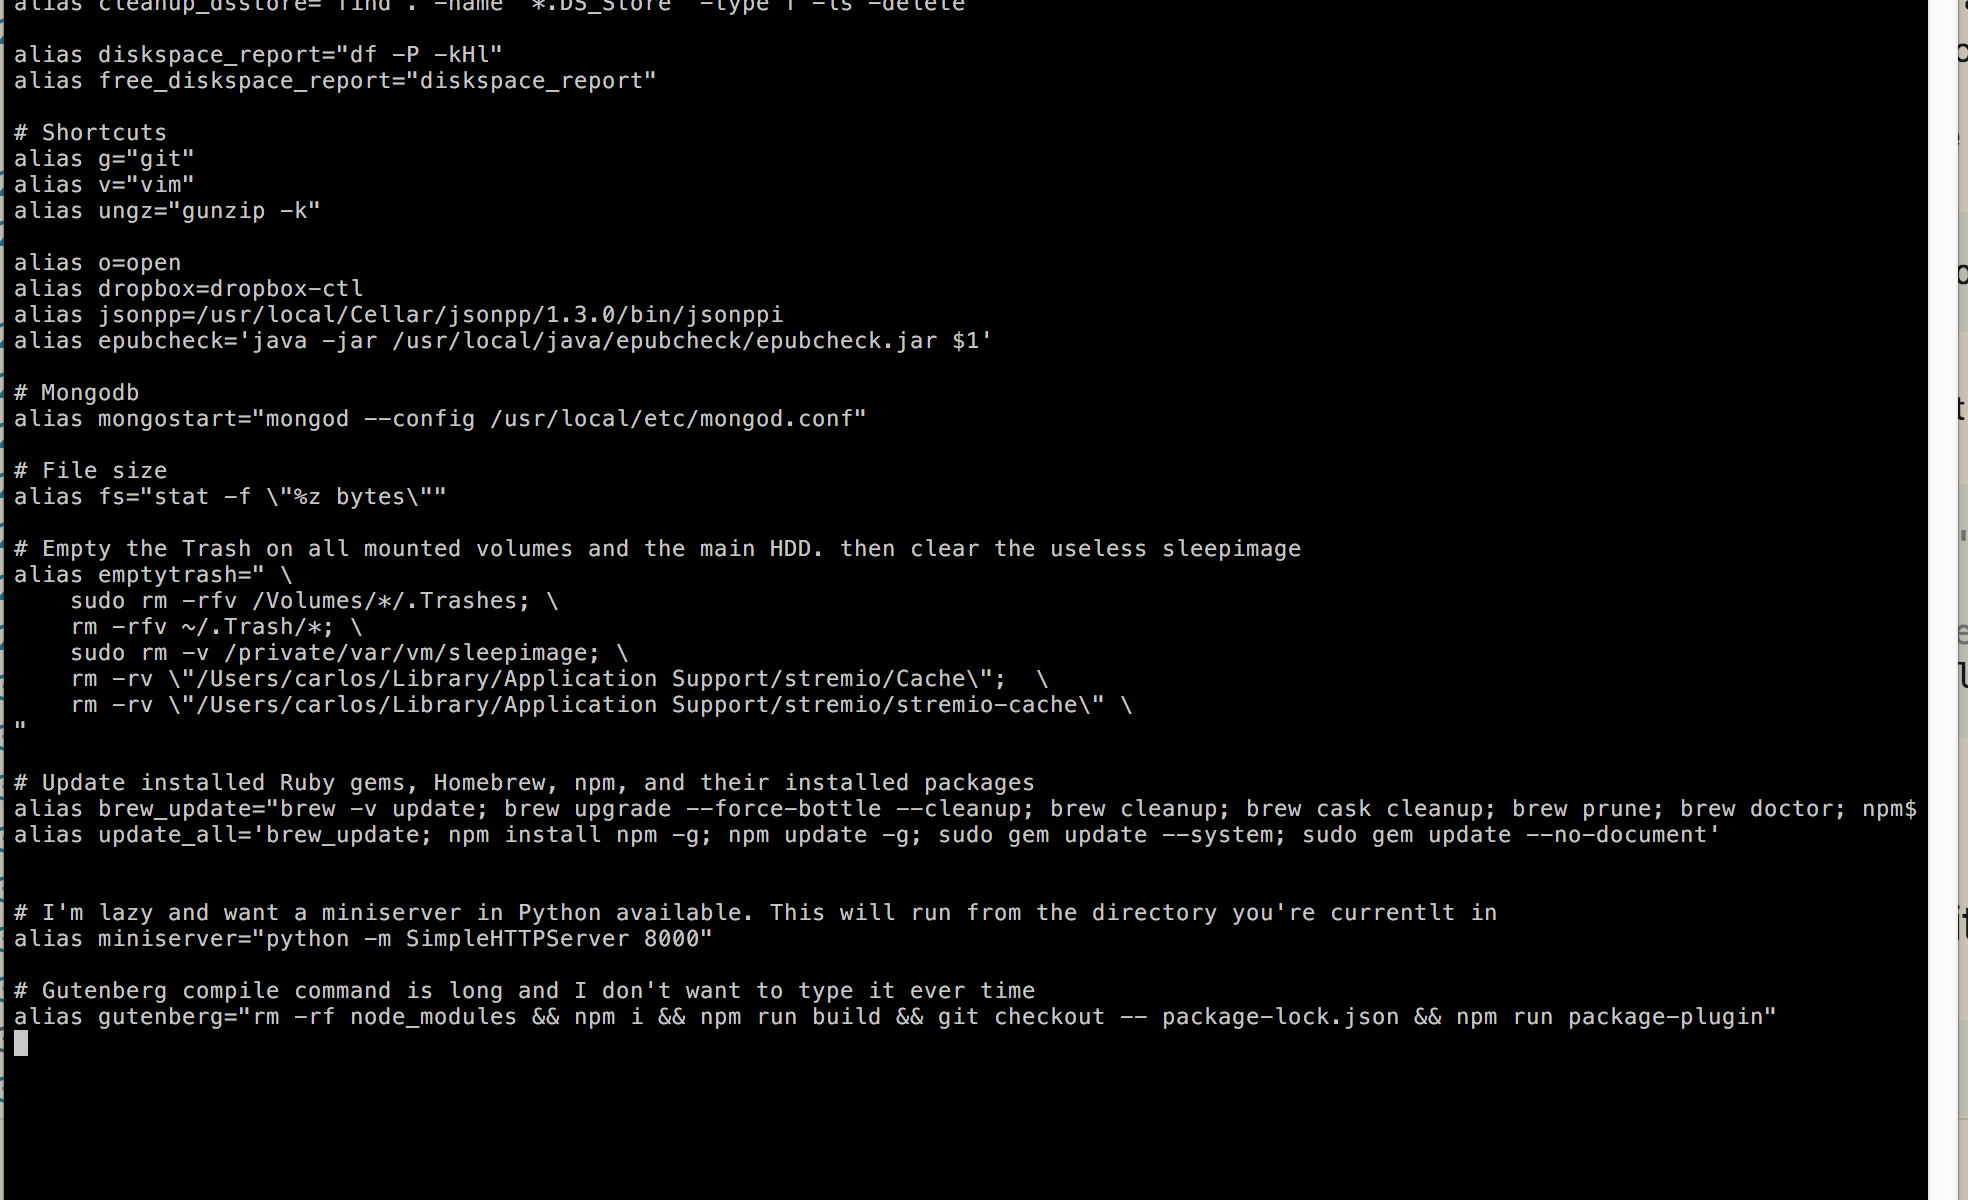 alias cleanup_dsstore="find . -name '*.DS_Store' -type f -ls -delete"
alias diskspace_report="df -P -kHl"
alias free_diskspace_report="diskspace_report"
# Shortcuts
alias g="git"
alias v="vim"
alias ungz="gunzip -k"
alias o=open
alias dropbox=dropbox-ctl
alias jsonpp=/usr/local/Cellar/jsonpp/1.3.0/bin/jsonppi
alias epubcheck='java -jar /usr/local/java/epubcheck/epubcheck.jar $1'
# Mongodb
alias mongostart="mongod --config /usr/local/etc/mongod.conf"
# File size
alias fs="stat -f \"%z bytes\""
# Empty the Trash on all mounted volumes and the main HDD. then clear the useless sleepimage
alias emptytrash=" \
    sudo rm -rfv /Volumes/*/.Trashes; \
    rm -rfv ~/.Trash/*; \
    sudo rm -v /private/var/vm/sleepimage; \
    rm -rv \"/Users/carlos/Library/Application Support/stremio/Cache\";  \
    rm -rv \"/Users/carlos/Library/Application Support/stremio/stremio-cache\" \
"
# Update installed Ruby gems, Homebrew, npm, and their installed packages
alias brew_update="brew -v update; brew upgrade --force-bottle --cleanup; brew cleanup; brew cask cleanup; brew prune; brew doctor; npm$
alias update_all='brew_update; npm install npm -g; npm update -g; sudo gem update --system; sudo gem update --no-document'
# I'm lazy and want a miniserver in Python available. This will run from the directory you're currentlt in
alias miniserver="python -m SimpleHTTPServer 8000"
# Gutenberg compile command is long and I don't want to type it ever time
alias gutenberg="rm -rf node_modules && npm i && npm run build && git checkout -- package-lock.json && npm run package-plugin"